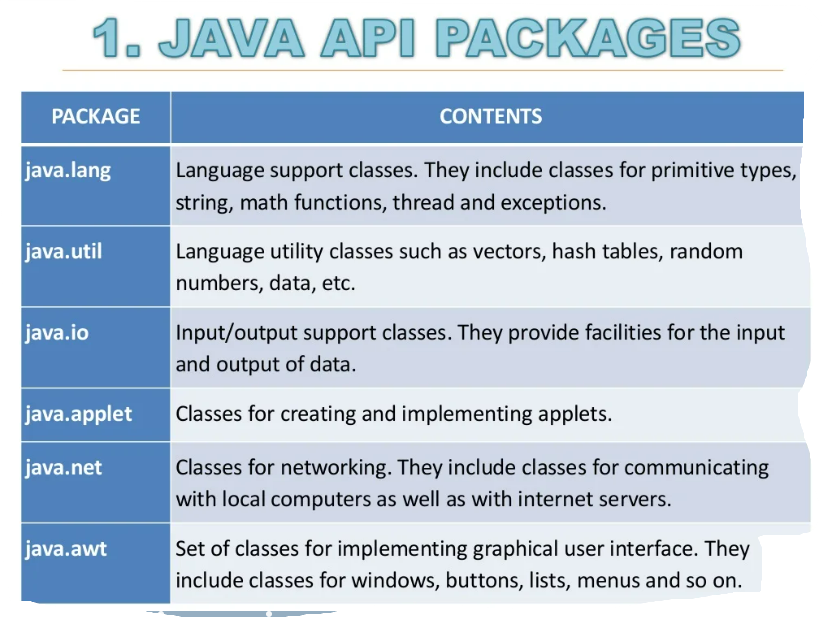 1. JAVA API PACKAGES
PACKAGE CONTENTS
java.lang Language support classes. They include classes for primitive types,
string, math functions, thread and exceptions.
java.util Language utility classes such as vectors, hash tables, random
numbers, data, etc.
java.io Input/output support classes. They provide facilities for the input
and output of data.
java.applet Classes for creating and implementing applets.
java.net Classes for networking. They include classes for communicating
with local computers as well as with internet servers.
java.awt Set of classes for implementing graphical user interface. They
include classes for windows, buttons, lists, menus and so on.